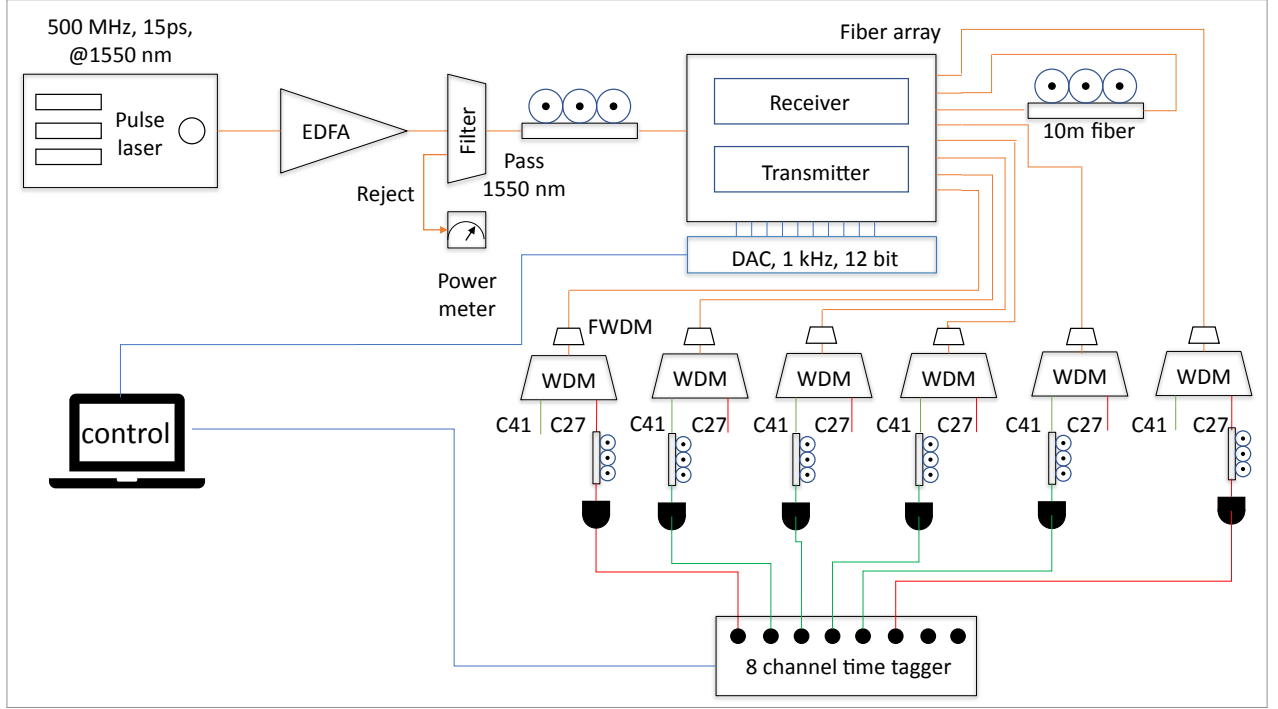 500 MHz, 15ps,
@1550 nm
Pulse
laser
EDFA
Filter
Reject
Power
meter
Pass
1550 nm
Fiber array
Receiver
Transmitter
10m fiber
DAC, 1 kHz, 12 bit
FWDM
WDM
WDM
WDM
WDM
WDM
WDM
C41 C27
C41 C27
C41 C27
C41 C27
C41 C27
C41 C27
control
8 channel time tagger